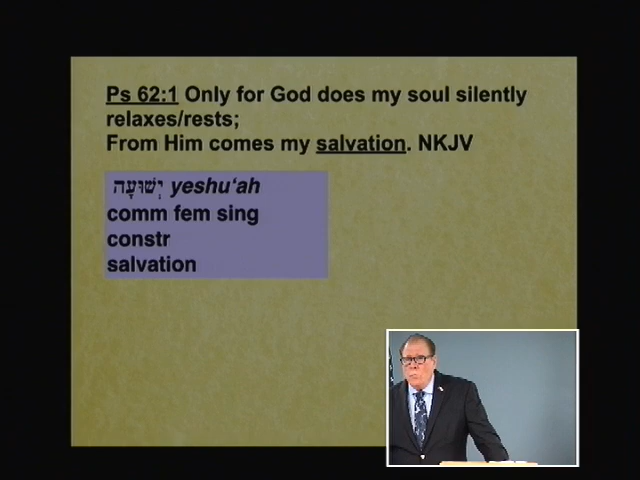 Ps 62:1 Only for God does my soul silently
relaxes/rests;
From Him comes my salvation. NKJV
יְשׁוּעָה yeshu‘ah
comm fem sing
constr
salvation